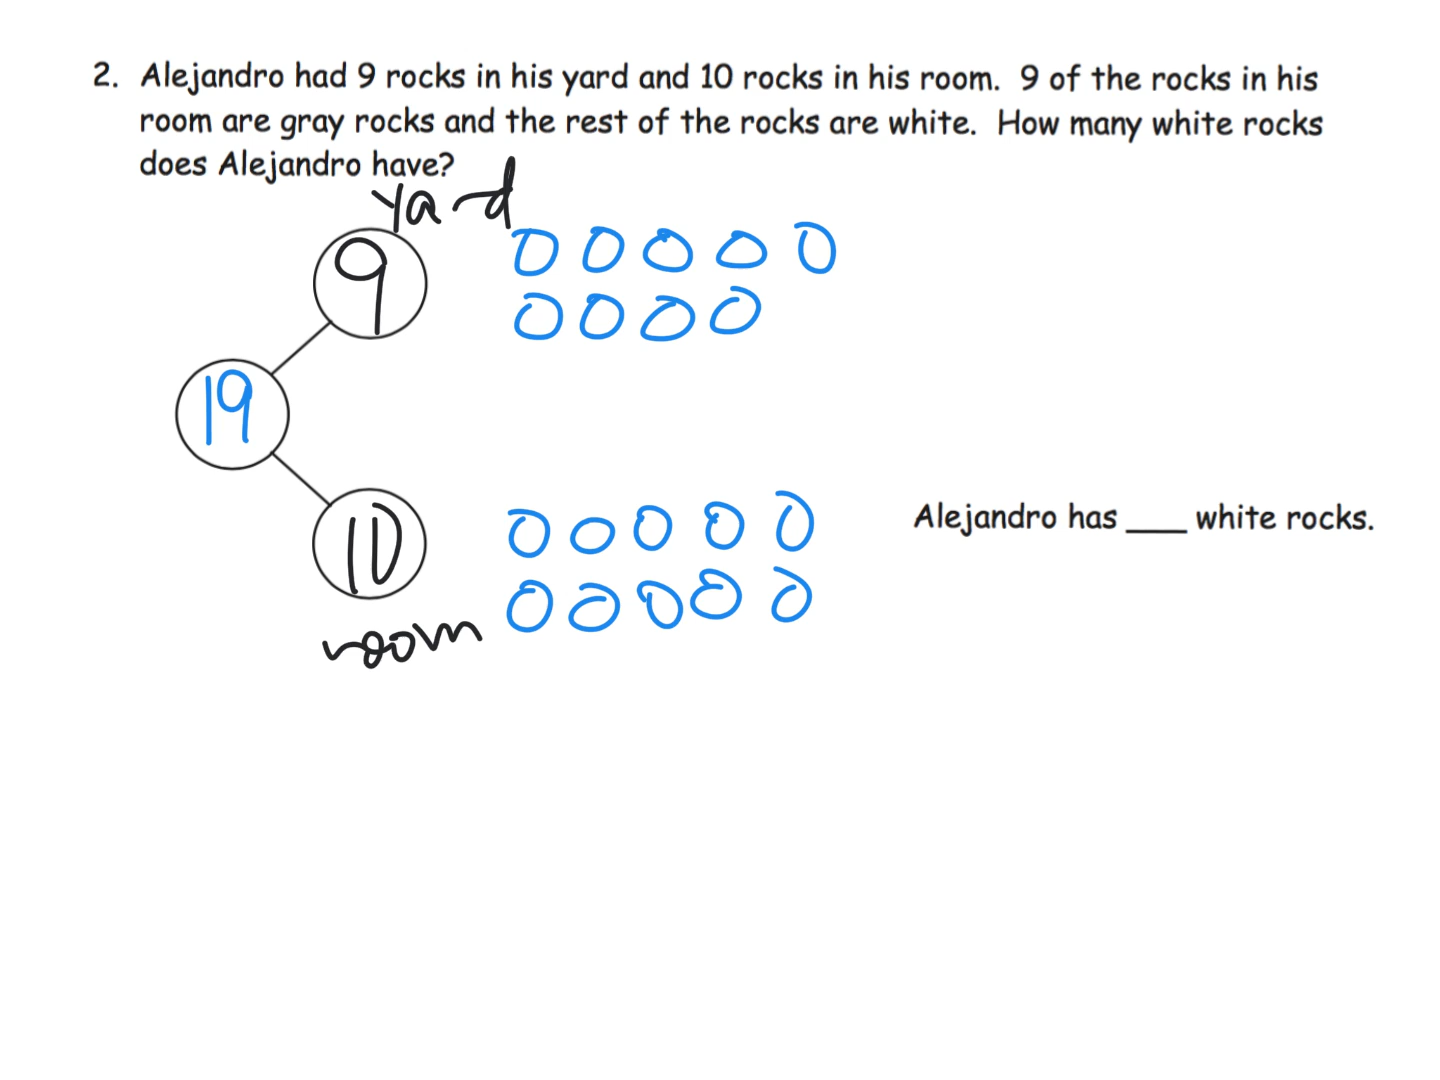 2. Alejandro had 9 rocks in his yard and 10 rocks in his room. 9 of the rocks in his
room are gray rocks and the rest of the rocks are white. How many white rocks
does Alejandro have?
yard
9
19
10
room
Alejandro has ___ white rocks.